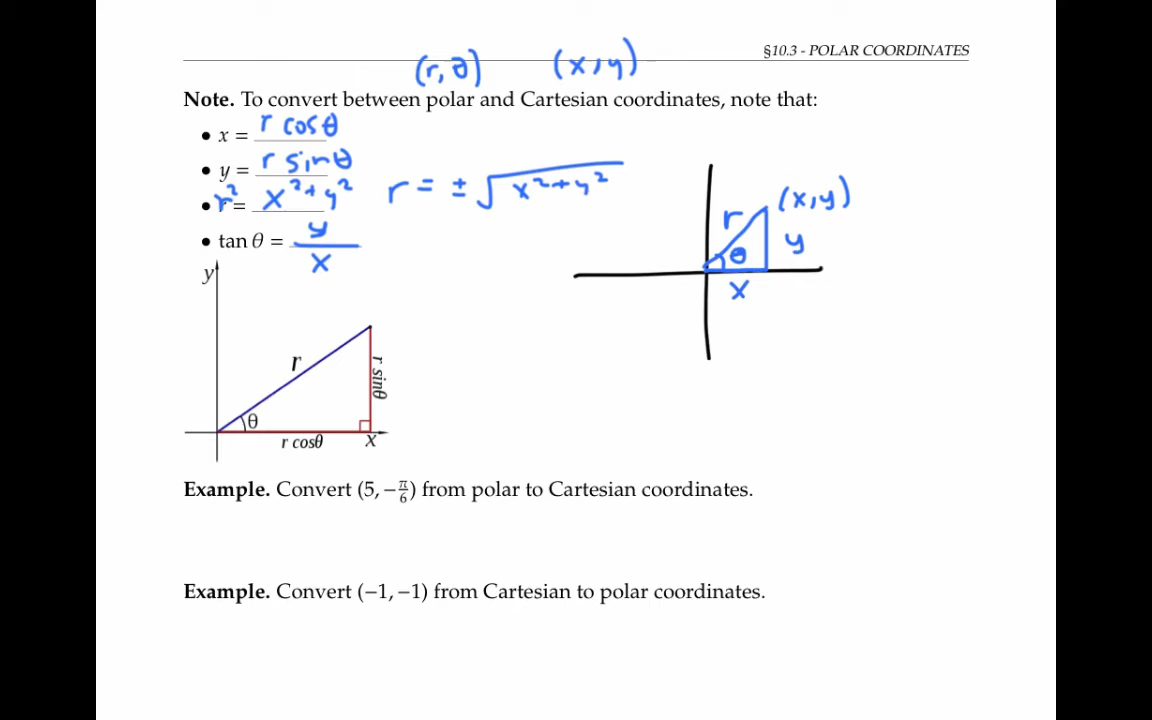 §10.3 - POLAR COORDINATES
(r, θ) (x, y)
Note. To convert between polar and Cartesian coordinates, note that:
• x = r cosθ
• y = r sinθ
• r² = x² + y² r = ± √x² + y²
• tan θ = y/x
(x, y)
r
y
θ
x
y
r
r sinθ
θ
r cosθ
x
Example. Convert (5, −π/6) from polar to Cartesian coordinates.
Example. Convert (−1, −1) from Cartesian to polar coordinates.